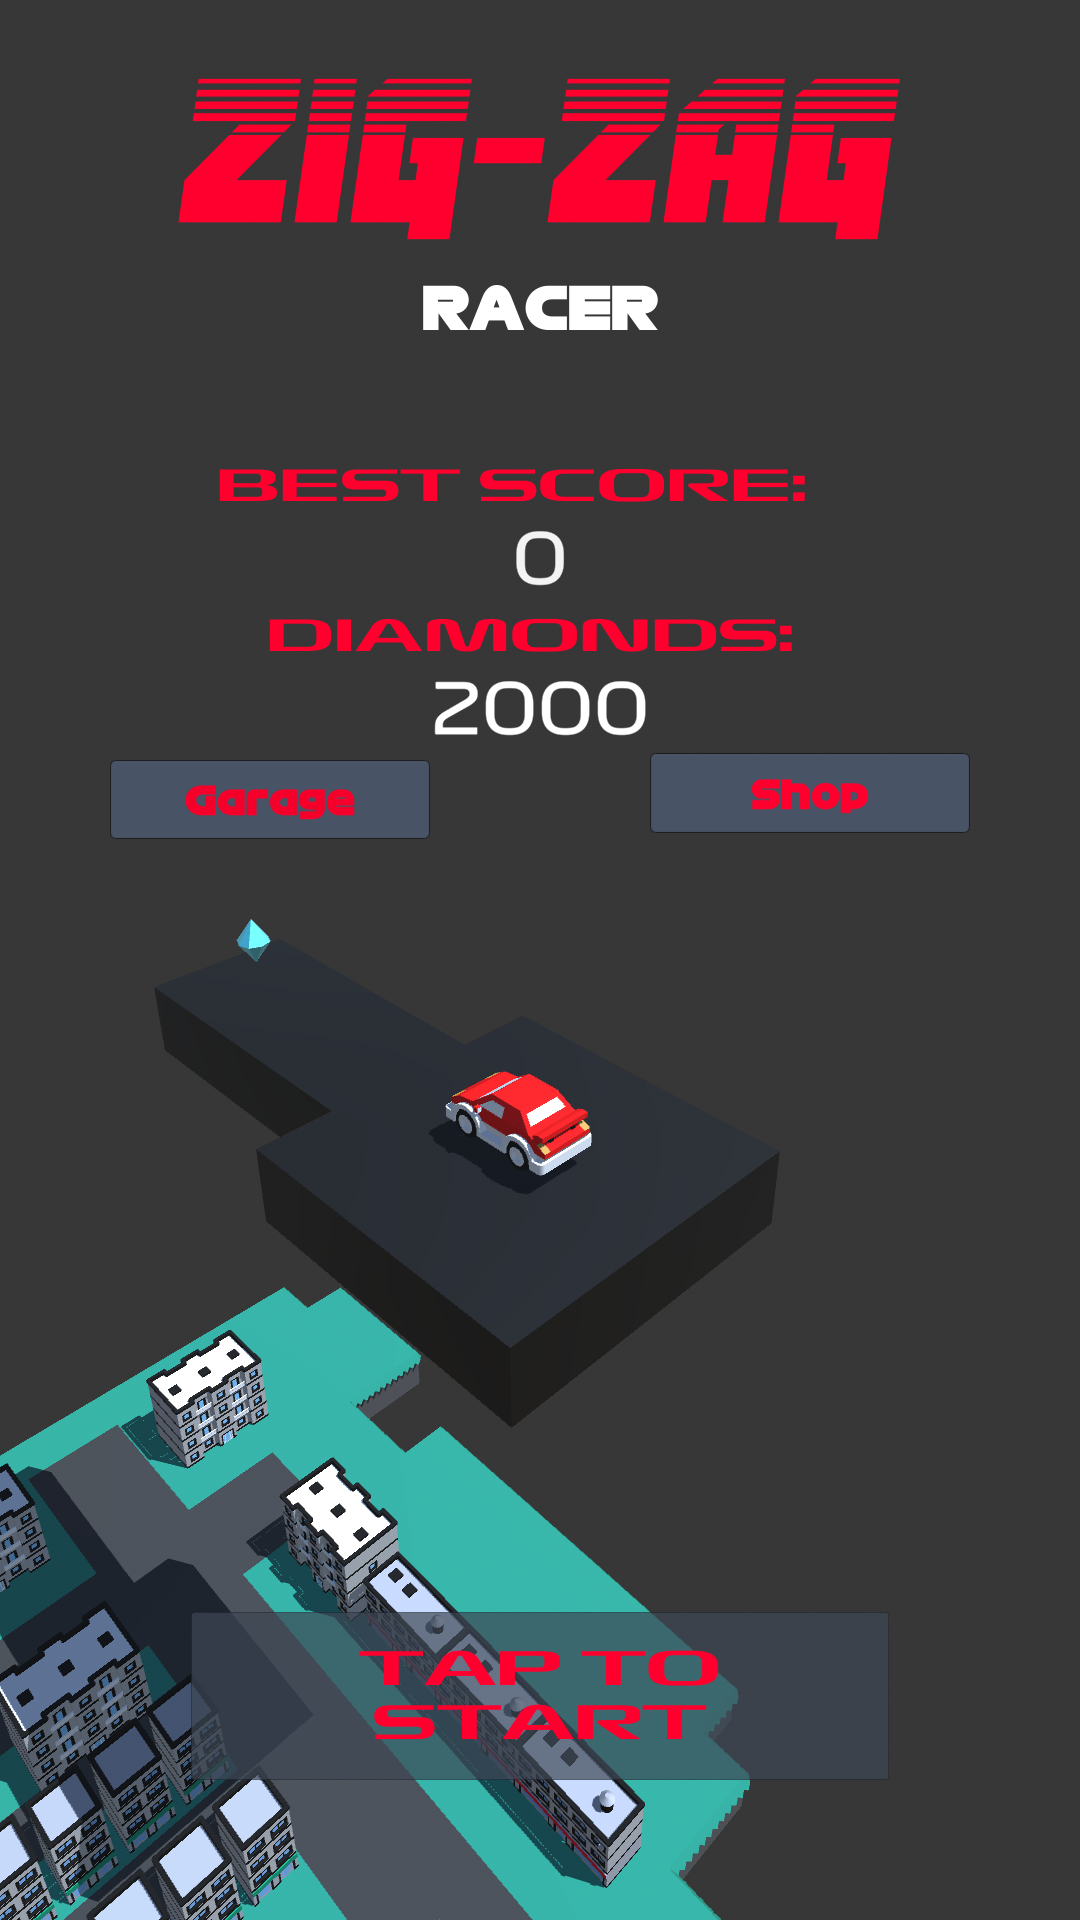 ZIG-ZAG
RACER
BEST SCORE:
0
DIAMONDS:
2000
Garage
Shop
TAP TO
START